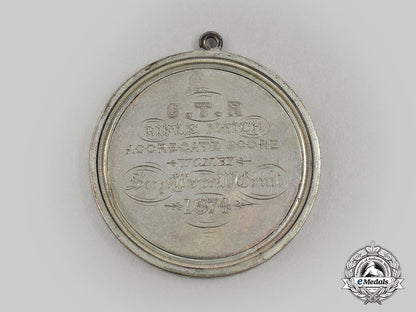 G.T.R
RIFLE MATCH
AGGREGATE SCORE
WON BY
1874
eMedals